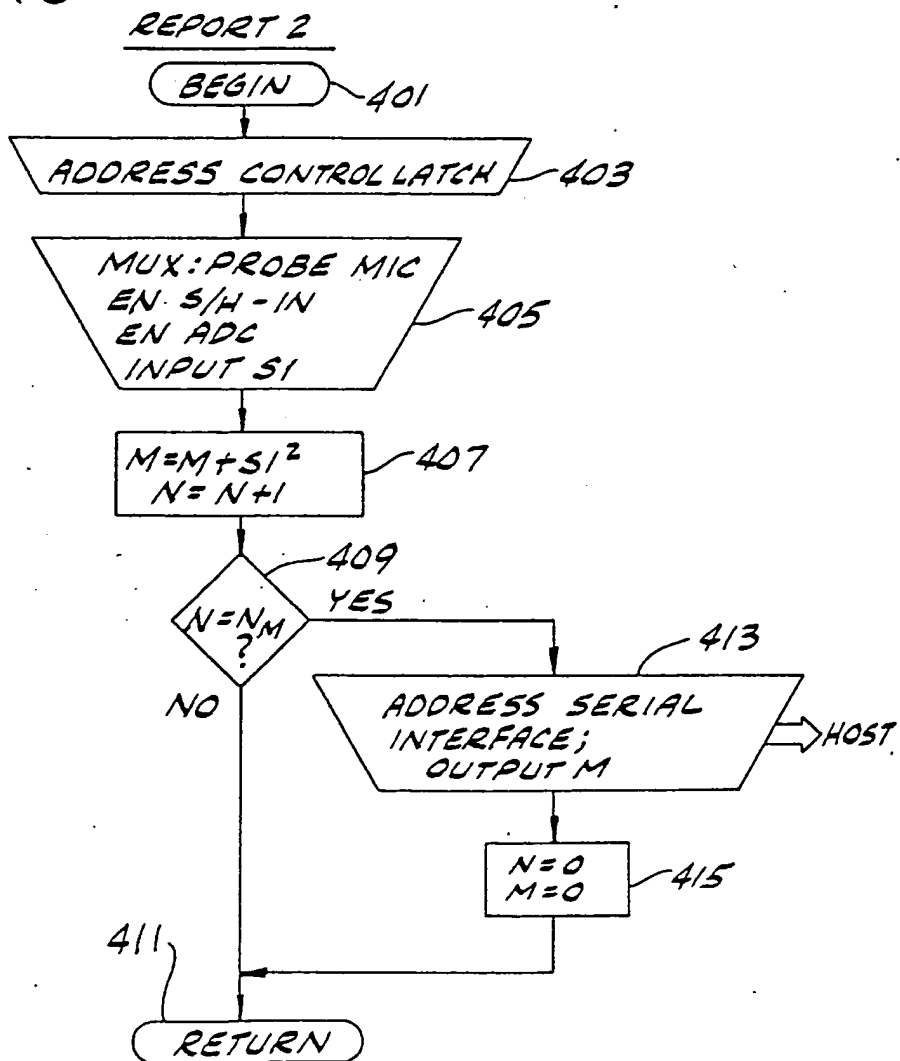 REPORT 2
BEGIN
401
ADDRESS CONTROL LATCH
403
MUX: PROBE MIC
EN S/H-IN
EN ADC
INPUT S1
405
M=M+S1²
N=N+1
407
409
N=N_M
?
YES
NO
413
ADDRESS SERIAL
INTERFACE;
OUTPUT M
HOST
N=0
M=0
415
411
RETURN